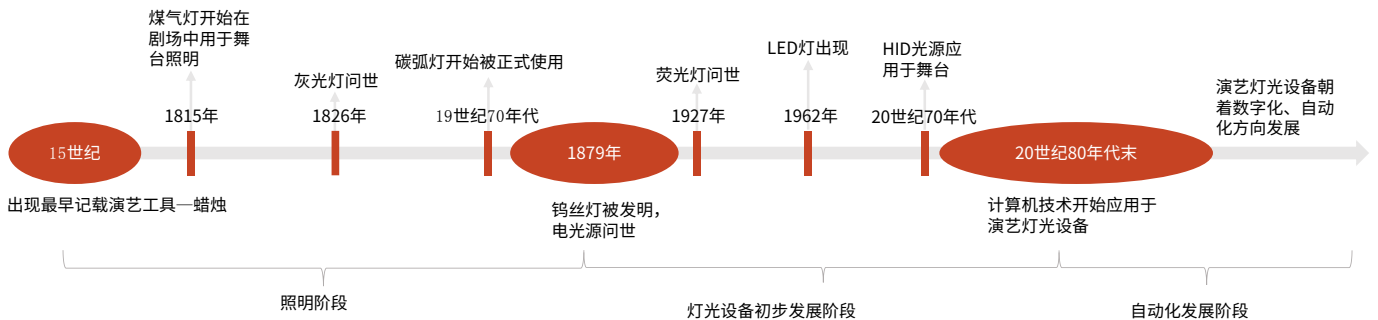 煤气灯开始在
剧场中用于舞
台照明
灰光灯问世
碳弧灯开始被正式使用
荧光灯问世
LED灯出现
HID光源应
用于舞台
演艺灯光设备朝
着数字化、自动
化方向发展
1815年
1826年
19世纪70年代
1927年
1962年
20世纪70年代
15世纪
1879年
20世纪80年代末
出现最早记载演艺工具—蜡烛
钨丝灯被发明，
电光源问世
计算机技术开始应用于
演艺灯光设备
照明阶段
灯光设备初步发展阶段
自动化发展阶段